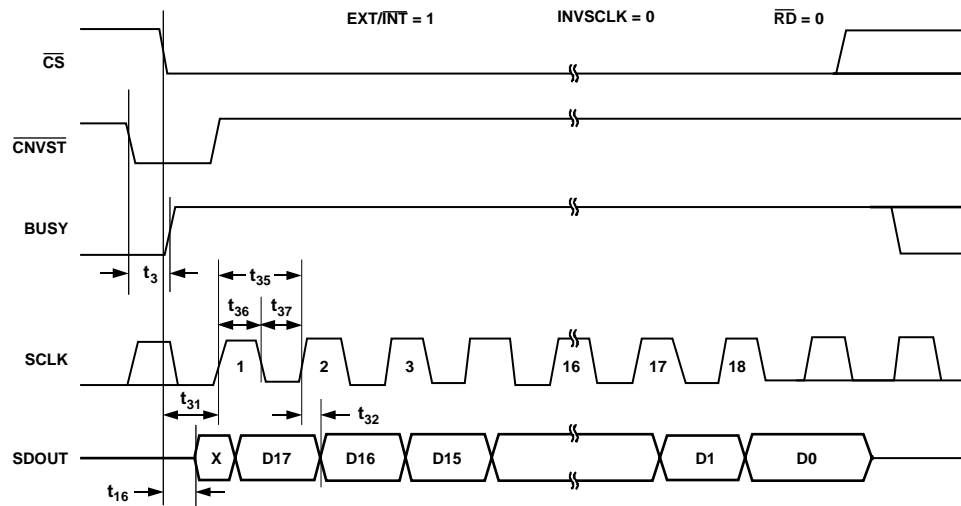 EXT/INT = 1 INVSCLK = 0 RD = 0
CS
CNVST
BUSY
t3
t35
t36 t37
SCLK 1 2 3 16 17 18
t31
t32
SDOUT X D17 D16 D15 D1 D0
t16